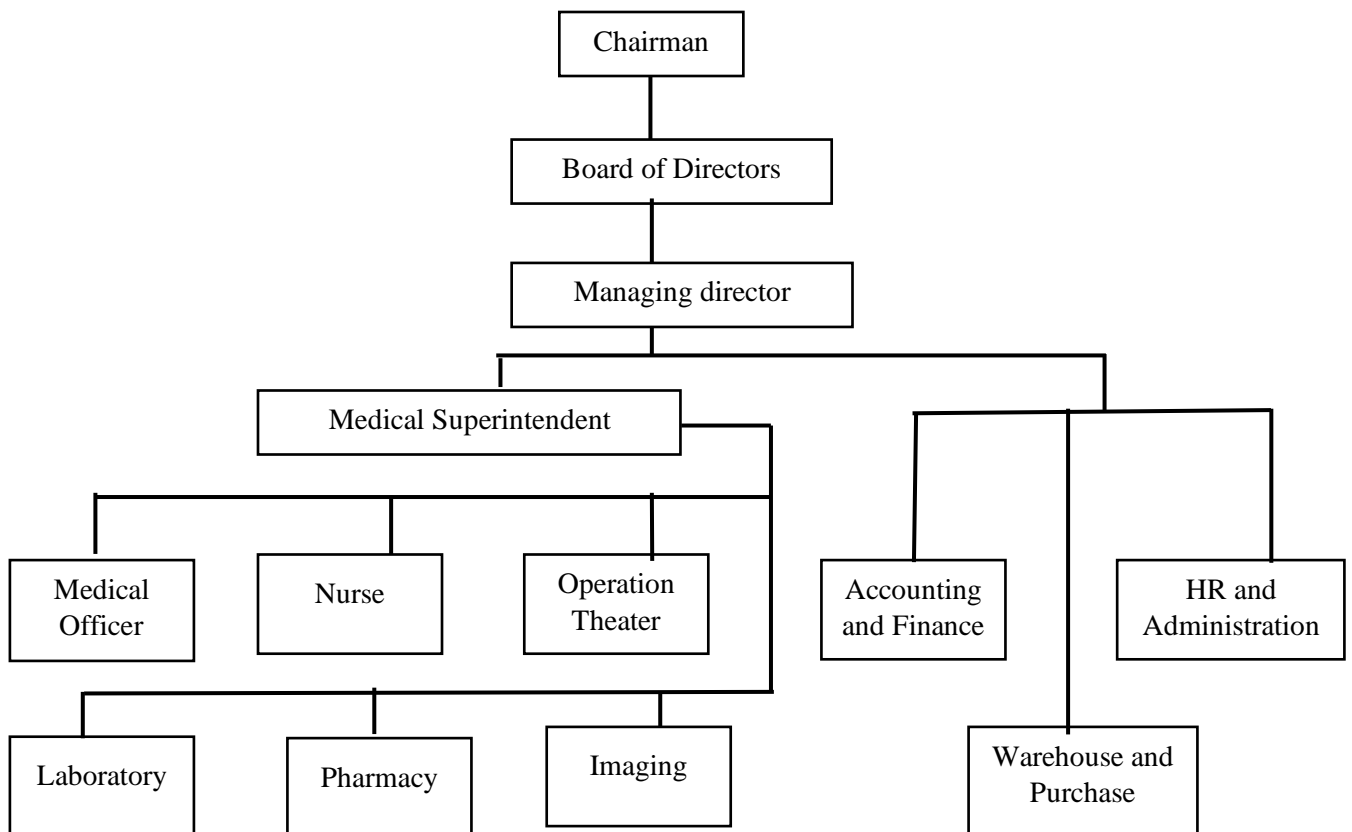 Chairman
Board of Directors
Managing director
Medical Superintendent
Medical
Officer
Nurse
Operation
Theater
Accounting
and Finance
HR and
Administration
Laboratory
Pharmacy
Imaging
Warehouse and
Purchase